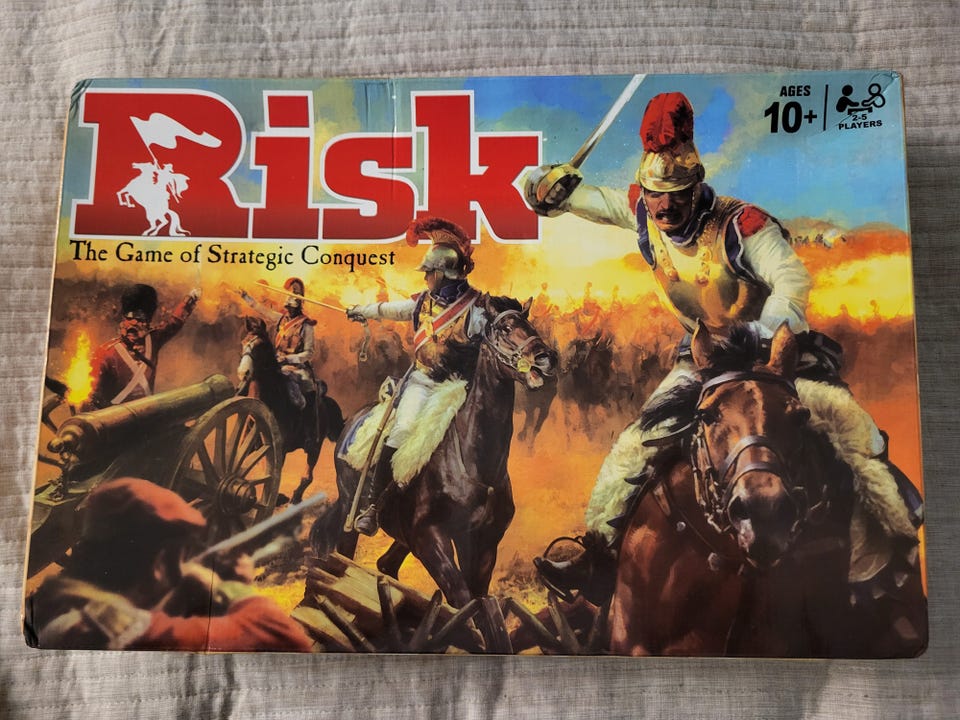 Risk
The Game of Strategic Conquest
AGES
10+
2-5
PLAYERS